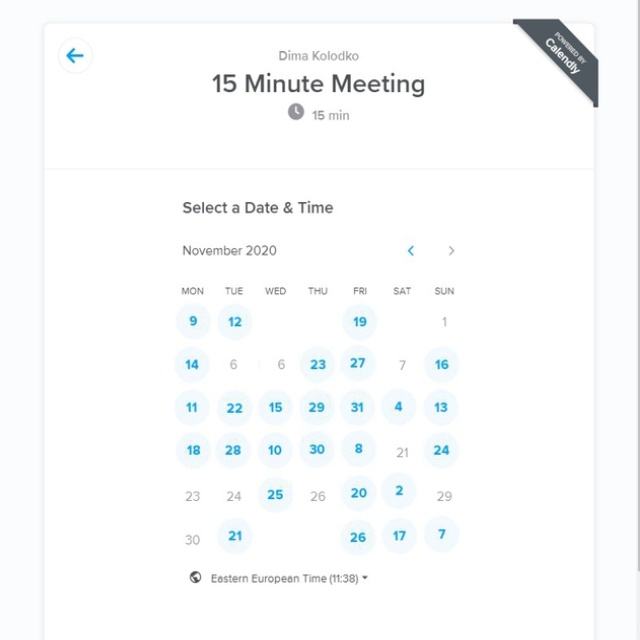 POWERED BY
Calendly
Dima Kolodko
15 Minute Meeting
15 min
Select a Date & Time
November 2020
MON TUE WED THU FRI SAT SUN
9 12 19 1
14 6 6 23 27 7 16
11 22 15 29 31 4 13
18 28 10 30 8 21 24
23 24 25 26 20 2 29
30 21 26 17 7
Eastern European Time (11:38)